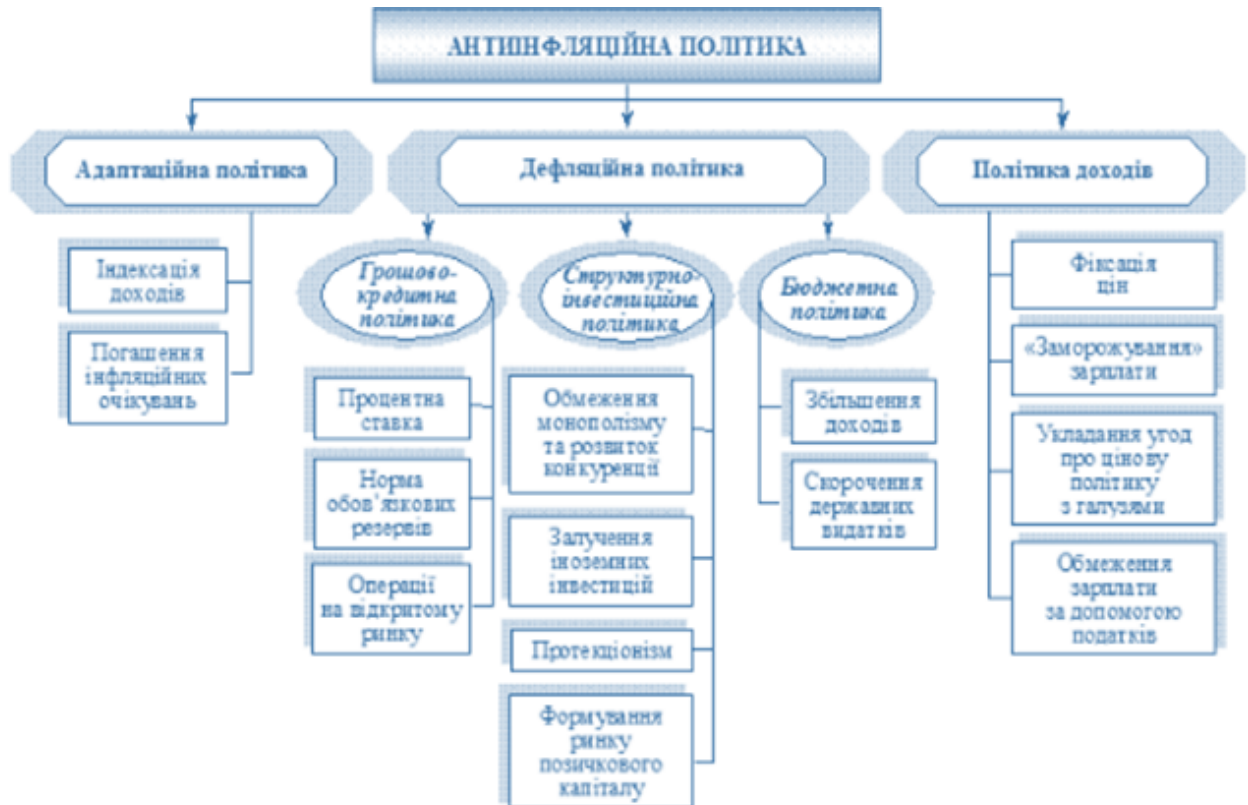 АНТИІНФЛЯЦІЙНА ПОЛІТИКА
Адаптаційна політика
Дефляційна політика
Політика доходів
Індексація
доходів
Погашення
інфляційних
очікувань
Грошово-
кредитна
політика
Процентна
ставка
Норма
обов’язкових
резервів
Операції
на відкритого
ринку
Структурно-
інвестиційна
політика
Обмеження
монополізму
та розвиток
конкуренції
Залучення
іноземних
інвестицій
Протекціонізм
Формування
ринку
позичкового
капіталу
Бюджетна
політика
Збільшення
доходів
Скорочення
державних
видатків
Фіксація
цін
«Заморожування»
зарплати
Укладання угод
про цінову
політику
з галузями
Обмеження
зарплати
за допомогою
податків